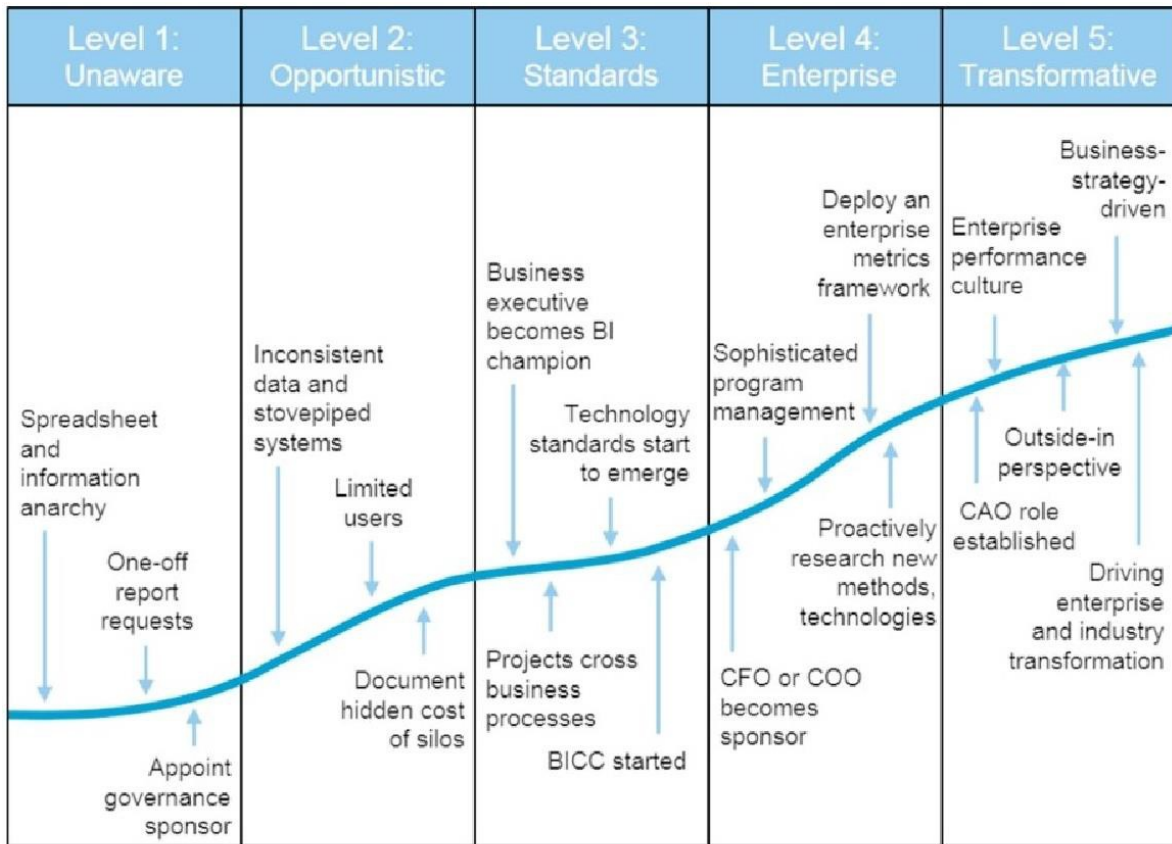 Level 1:
Unaware
Level 2:
Opportunistic
Level 3:
Standards
Level 4:
Enterprise
Level 5:
Transformative
Spreadsheet
and
information
anarchy
One-off
report
requests
Appoint
governance
sponsor
Inconsistent
data and
stovepiped
systems
Limited
users
Document
hidden cost
of silos
Business
executive
becomes BI
champion
Technology
standards start
to emerge
Projects cross
business
processes
BICC started
Deploy an
enterprise
metrics
framework
Sophisticated
program
management
Proactively
research new
methods,
technologies
CFO or COO
becomes
sponsor
Business-
strategy-
driven
Enterprise
performance
culture
Outside-in
perspective
CAO role
established
Driving
enterprise
and industry
transformation